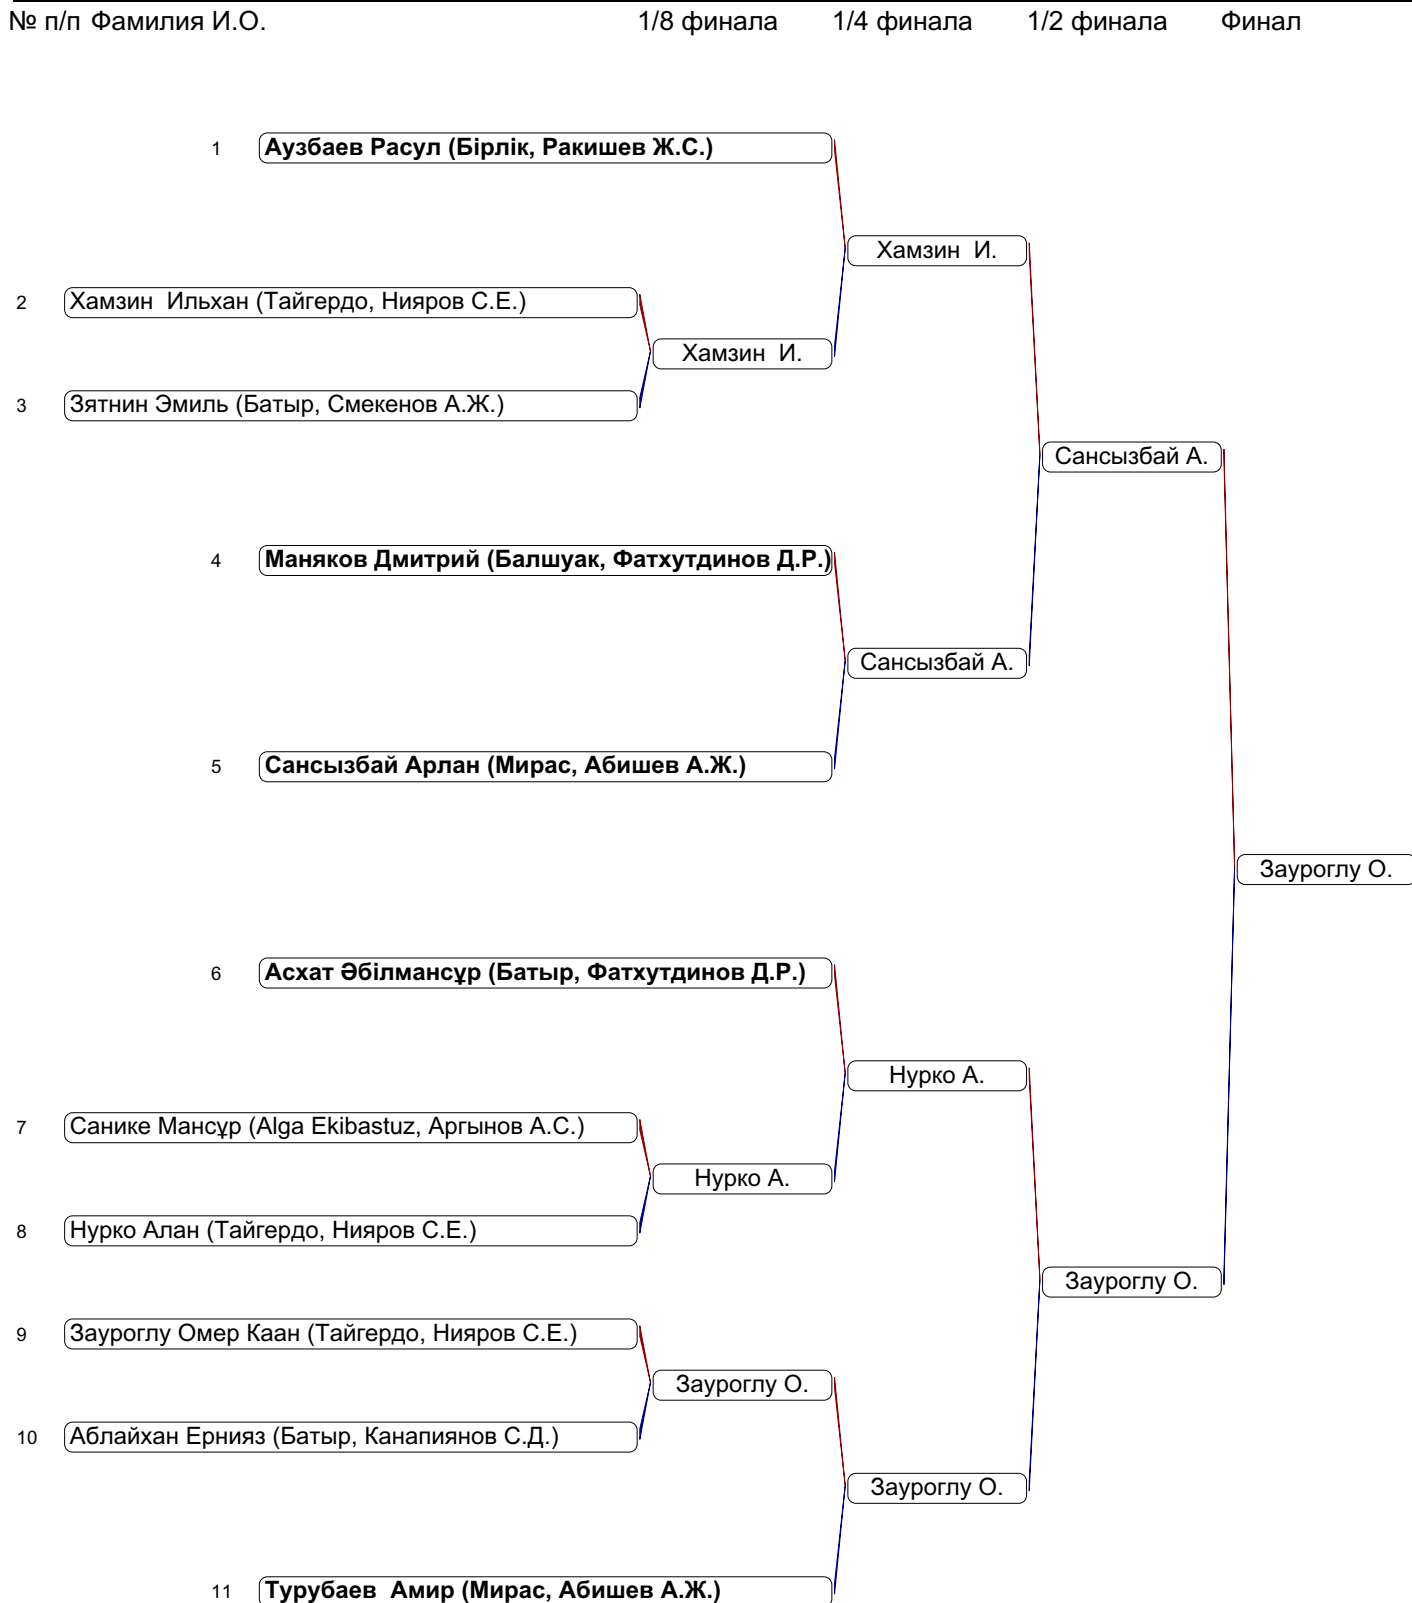 № п/п Фамилия И.О. 1/8 финала 1/4 финала 1/2 финала Финал
1 Аузбаев Расул (Бірлік, Ракишев Ж.С.)
Хамзин И.
2 Хамзин Ильхан (Тайгердо, Нияров С.Е.)
Хамзин И.
3 Зятнин Эмиль (Батыр, Смекенов А.Ж.)
Сансызбай А.
4 Маняков Дмитрий (Балшуак, Фатхутдинов Д.Р.)
Сансызбай А.
5 Сансызбай Арлан (Мирас, Абишев А.Ж.)
Зауроглу О.
6 Асхат Әбілмансұр (Батыр, Фатхутдинов Д.Р.)
Нурко А.
7 Санике Мансұр (Alga Ekibastuz, Аргынов А.С.)
Нурко А.
8 Нурко Алан (Тайгердо, Нияров С.Е.)
Зауроглу О.
9 Зауроглу Омер Каан (Тайгердо, Нияров С.Е.)
Зауроглу О.
10 Аблайхан Ернияз (Батыр, Канапиянов С.Д.)
Зауроглу О.
11 Турубаев Амир (Мирас, Абишев А.Ж.)